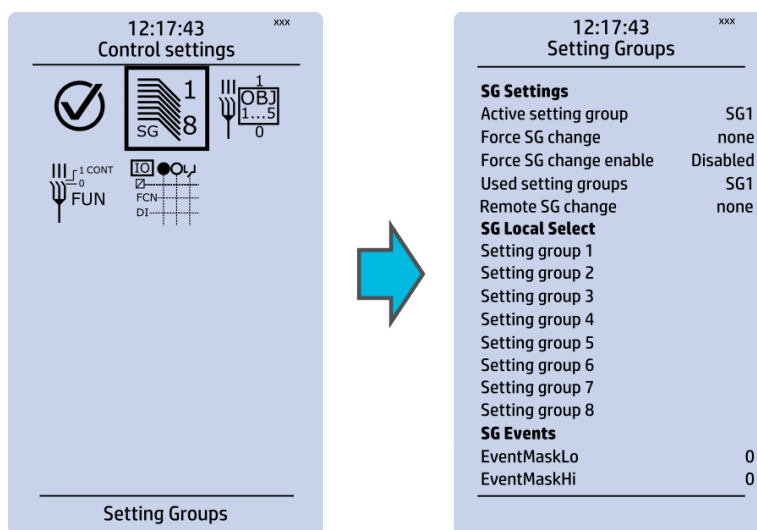 12:17:43 xxx
Control settings
1
SG 8
1
OBJ
1...5
0
1 CONT
0
FUN
IO
FCN
DI
Setting Groups
12:17:43 xxx
Setting Groups
SG Settings
Active setting group SG1
Force SG change none
Force SG change enable Disabled
Used setting groups SG1
Remote SG change none
SG Local Select
Setting group 1
Setting group 2
Setting group 3
Setting group 4
Setting group 5
Setting group 6
Setting group 7
Setting group 8
SG Events
EventMaskLo 0
EventMaskHi 0